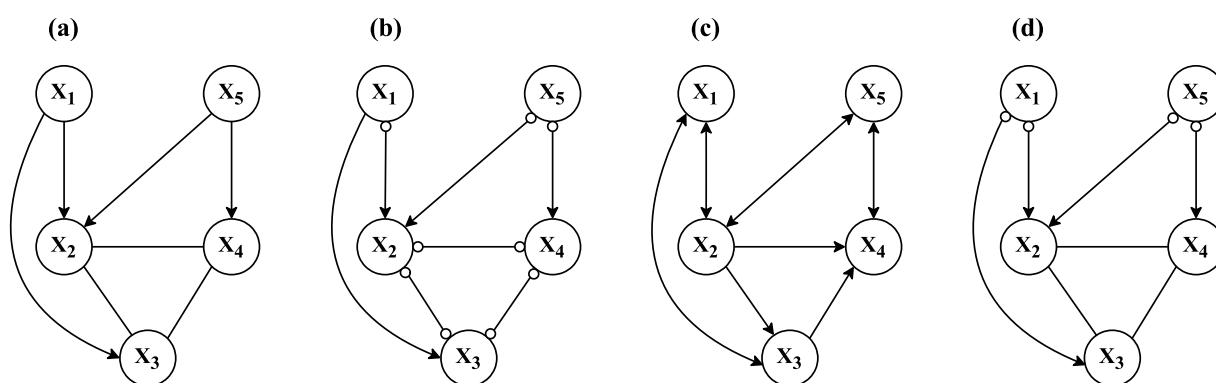 (a) (b) (c) (d)
X1 X5 X1 X5 X1 X5 X1 X5
X2 X4 X2 X4 X2 X4 X2 X4
X3 X3 X3 X3